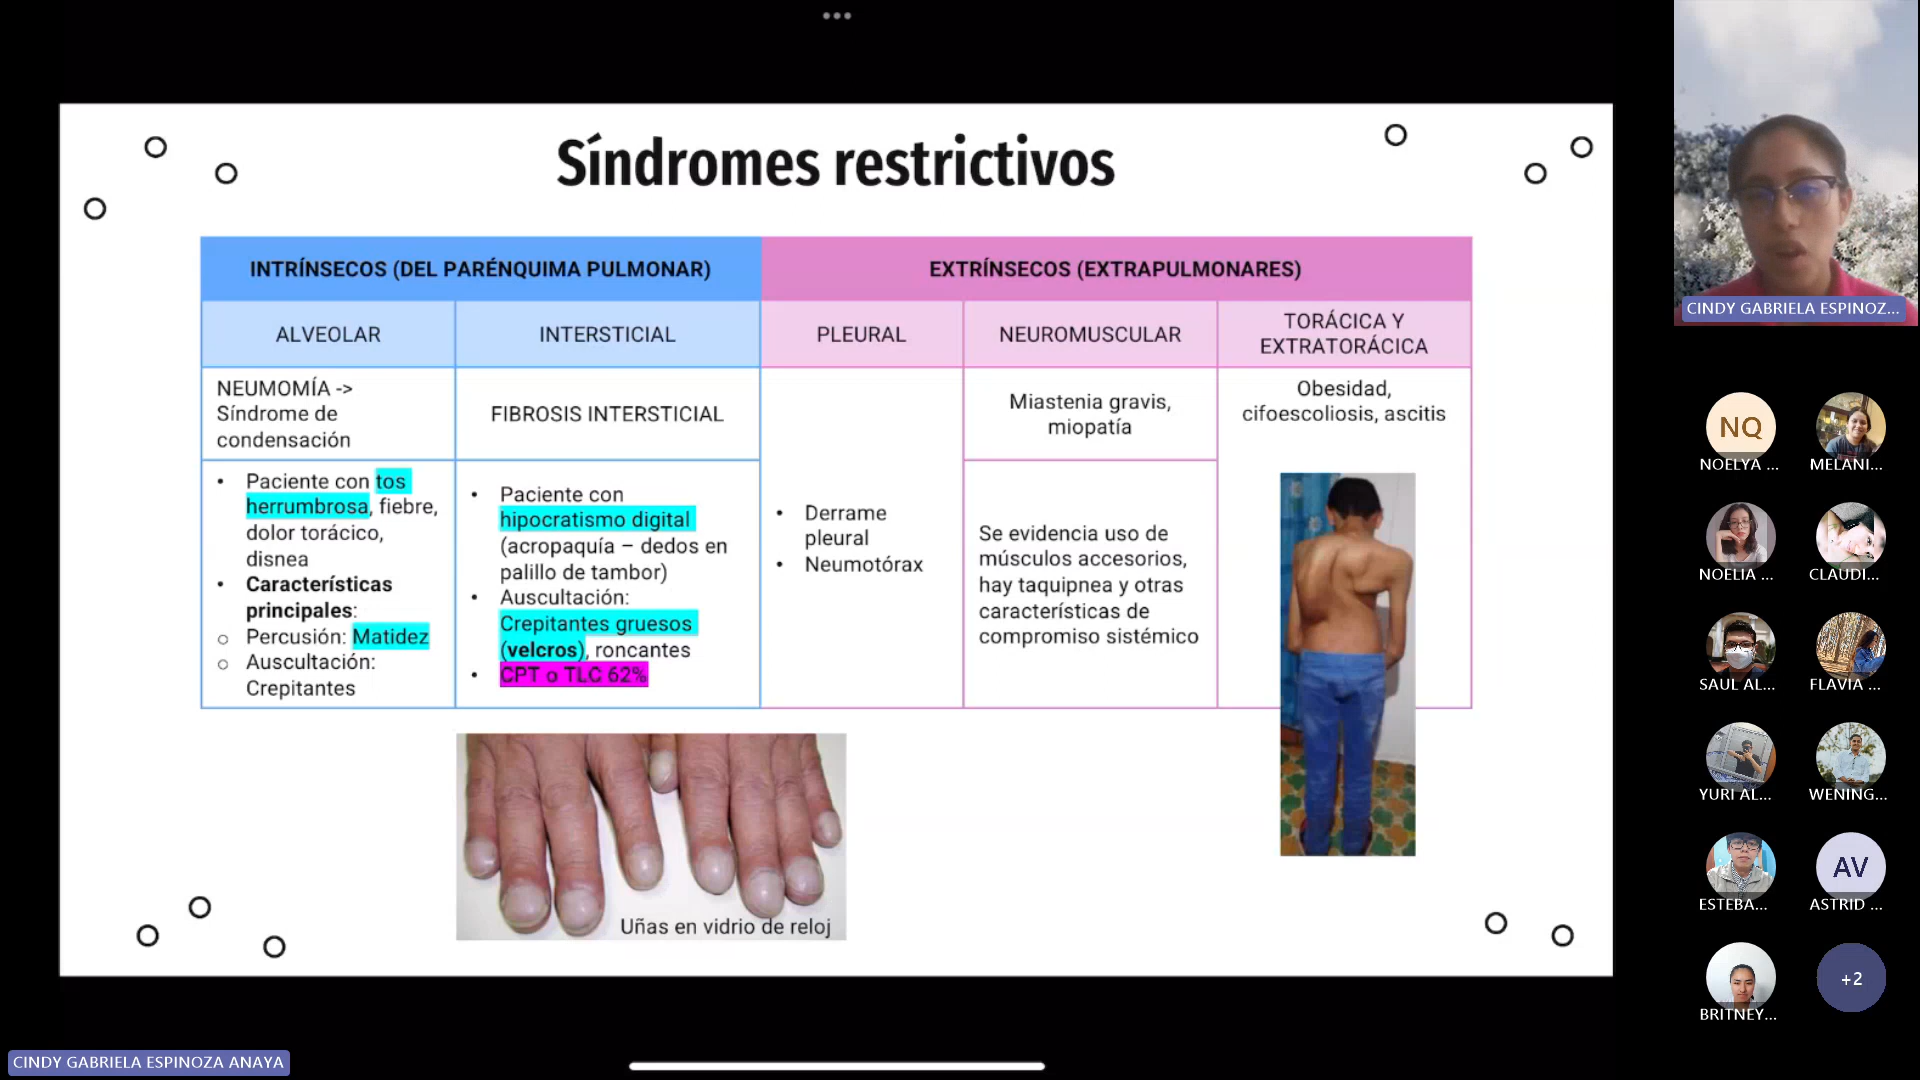 Síndromes restrictivos
INTRÍNSECOS (DEL PARÉNQUIMA PULMONAR)
EXTRÍNSECOS (EXTRAPULMONARES)
ALVEOLAR
INTERSTICIAL
PLEURAL
NEUROMUSCULAR
TORÁCICA Y
EXTRATORÁCICA
NEUMOMÍA ->
Síndrome de
condensación
FIBROSIS INTERSTICIAL
Miastenia gravis,
miopatía
Obesidad,
cifoescoliosis, ascitis
• Paciente con tos
herrumbrosa, fiebre,
dolor torácico,
disnea
• Características
principales:
o Percusión: Matidez
o Auscultación:
Crepitantes
• Paciente con
hipocratismo digital
(acropaquía – dedos en
palillo de tambor)
• Auscultación:
Crepitantes gruesos
(velcros), roncantes
• CPT o TLC 62%
• Derrame
pleural
• Neumotórax
Se evidencia uso de
músculos accesorios,
hay taquipnea y otras
características de
compromiso sistémico
Uñas en vidrio de reloj
CINDY GABRIELA ESPINOZ...
NQ
NOELYA ...
MELANI...
NOELIA ...
CLAUDI...
SAUL AL...
FLAVIA ...
YURI AL...
WENING...
ESTEBA...
AV
ASTRID ...
BRITNEY...
+2
CINDY GABRIELA ESPINOZA ANAYA